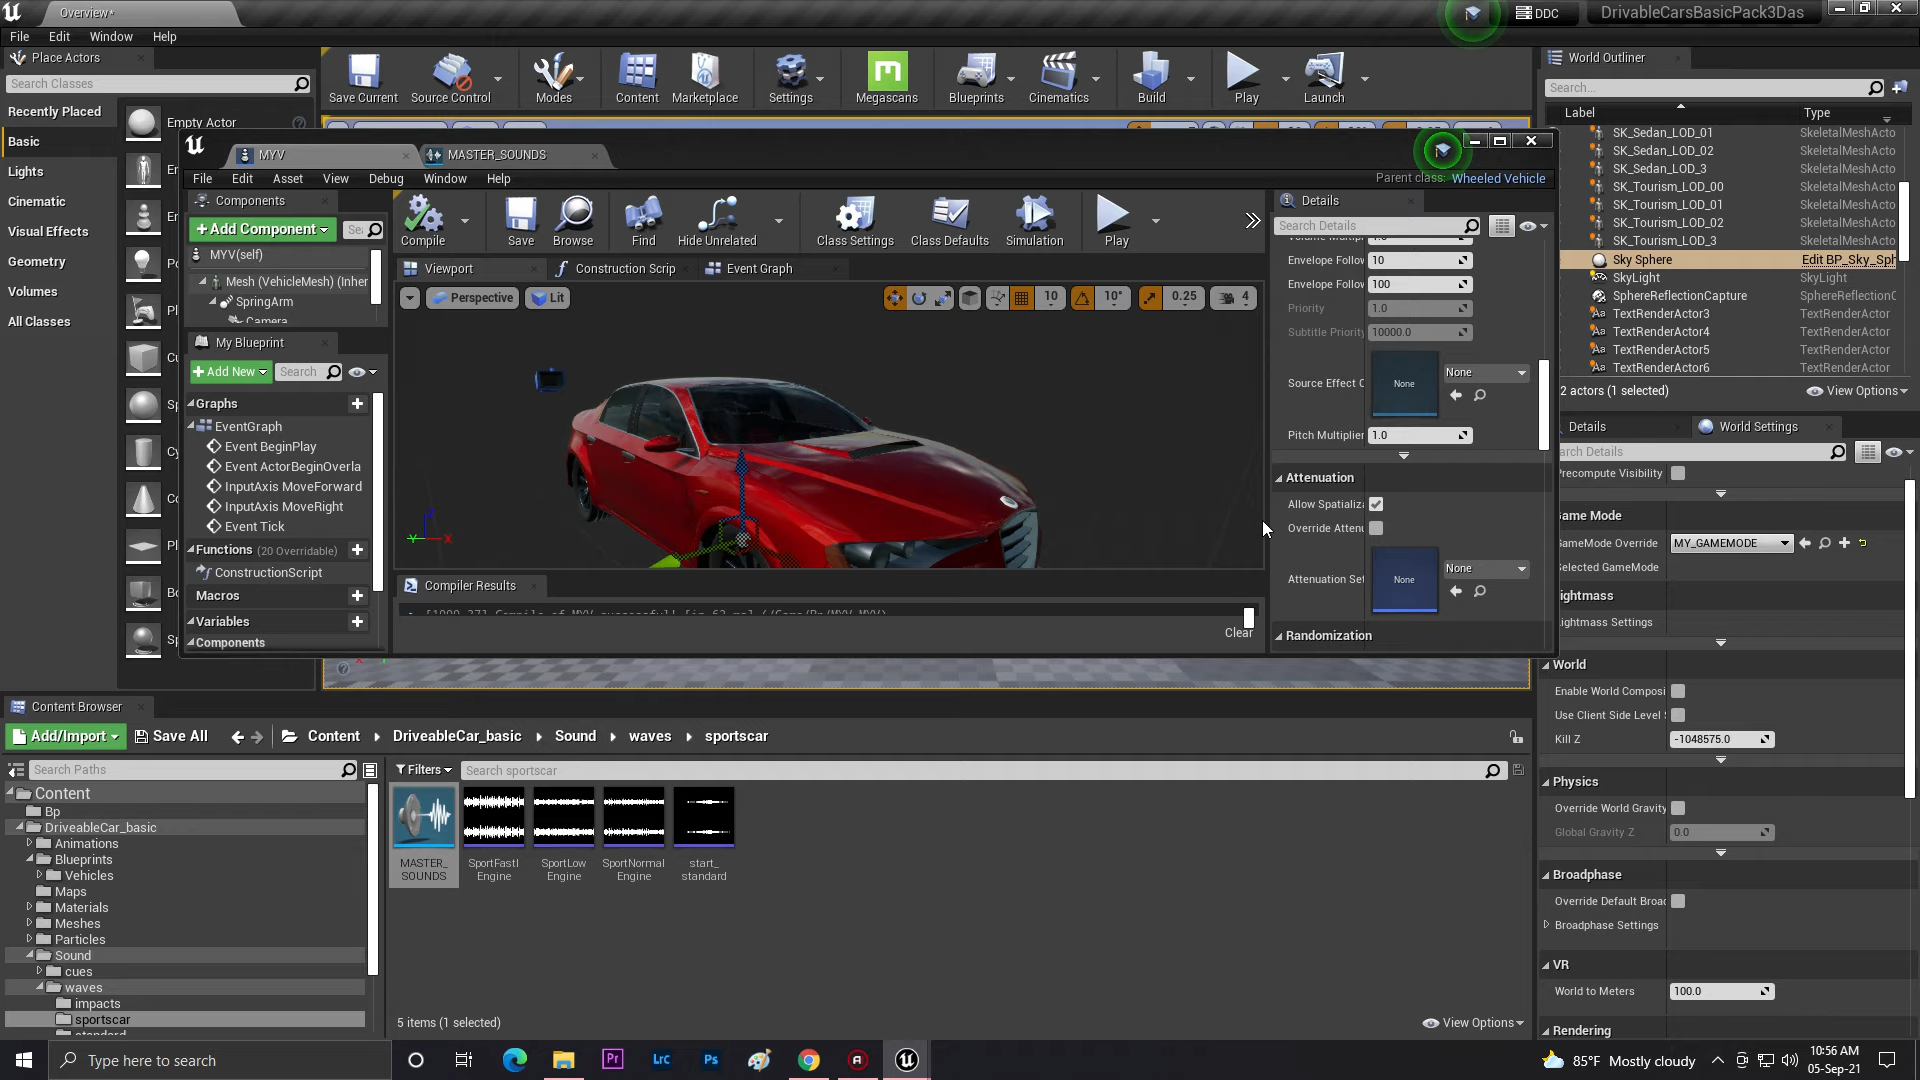 Overview*
DDC
DrivableCarsBasicPack3Das
File Edit Window Help
Place Actors
Search Classes
Recently Placed
Basic
Lights
Cinematic
Visual Effects
Geometry
Volumes
All Classes
Empty Actor
Save Current
Source Control
Modes
Content
Marketplace
Settings
Megascans
Blueprints
Cinematics
Build
Play
Launch
World Outliner
Search...
Label Type
SK_Sedan_LOD_01 SkeletalMeshActo
SK_Sedan_LOD_02 SkeletalMeshActo
SK_Sedan_LOD_3 SkeletalMeshActo
SK_Tourism_LOD_00 SkeletalMeshActo
SK_Tourism_LOD_01 SkeletalMeshActo
SK_Tourism_LOD_02 SkeletalMeshActo
SK_Tourism_LOD_3 SkeletalMeshActo
Sky Sphere Edit BP_Sky_Sph
SkyLight SkyLight
SphereReflectionCapture SphereReflectionC
TextRenderActor3 TextRenderActor
TextRenderActor4 TextRenderActor
TextRenderActor5 TextRenderActor
TextRenderActor6 TextRenderActor
2 actors (1 selected)
View Options
MYV
MASTER_SOUNDS
File Edit Asset View Debug Window Help
Parent class: Wheeled Vehicle
Components
+Add Component
MYV(self)
Mesh (VehicleMesh) (Inher
SpringArm
Camera
My Blueprint
+Add New
Search
Graphs
EventGraph
Event BeginPlay
Event ActorBeginOverla
InputAxis MoveForward
InputAxis MoveRight
Event Tick
Functions (20 Overridable)
ConstructionScript
Macros
Variables
Components
Compile
Save
Browse
Find
Hide Unrelated
Class Settings
Class Defaults
Simulation
Play
Viewport
Construction Scrip
Event Graph
Perspective
Lit
10
10°
0.25
4
Compiler Results
Clear
Details
Search Details
Envelope Follow 10
Envelope Follow 100
Priority 1.0
Subtitle Priority 10000.0
Source Effect C None None
Pitch Multiplier 1.0
Attenuation
Allow Spatializa
Override Attenu
Attenuation Set None None
Randomization
Details
World Settings
Search Details
Precompute Visibility
Game Mode
GameMode Override MY_GAMEMODE
Selected GameMode
Lightmass
Lightmass Settings
World
Enable World Composi
Use Client Side Level
Kill Z -1048575.0
Physics
Override World Gravity
Global Gravity Z 0.0
Broadphase
Override Default Broac
Broadphase Settings
VR
World to Meters 100.0
Rendering
Content Browser
Add/Import
Save All
Content
DriveableCar_basic
Sound
waves
sportscar
Search Paths
Filters
Search sportscar
Content
Bp
DriveableCar_basic
Animations
Blueprints
Vehicles
Maps
Materials
Meshes
Particles
Sound
cues
waves
impacts
sportscar
standard
MASTER_
SOUNDS
SportFastI
Engine
SportLow
Engine
SportNormal
Engine
start_
standard
5 items (1 selected)
View Options
Type here to search
Pr
Lrc
Ps
85°F Mostly cloudy
10:56 AM
05-Sep-21